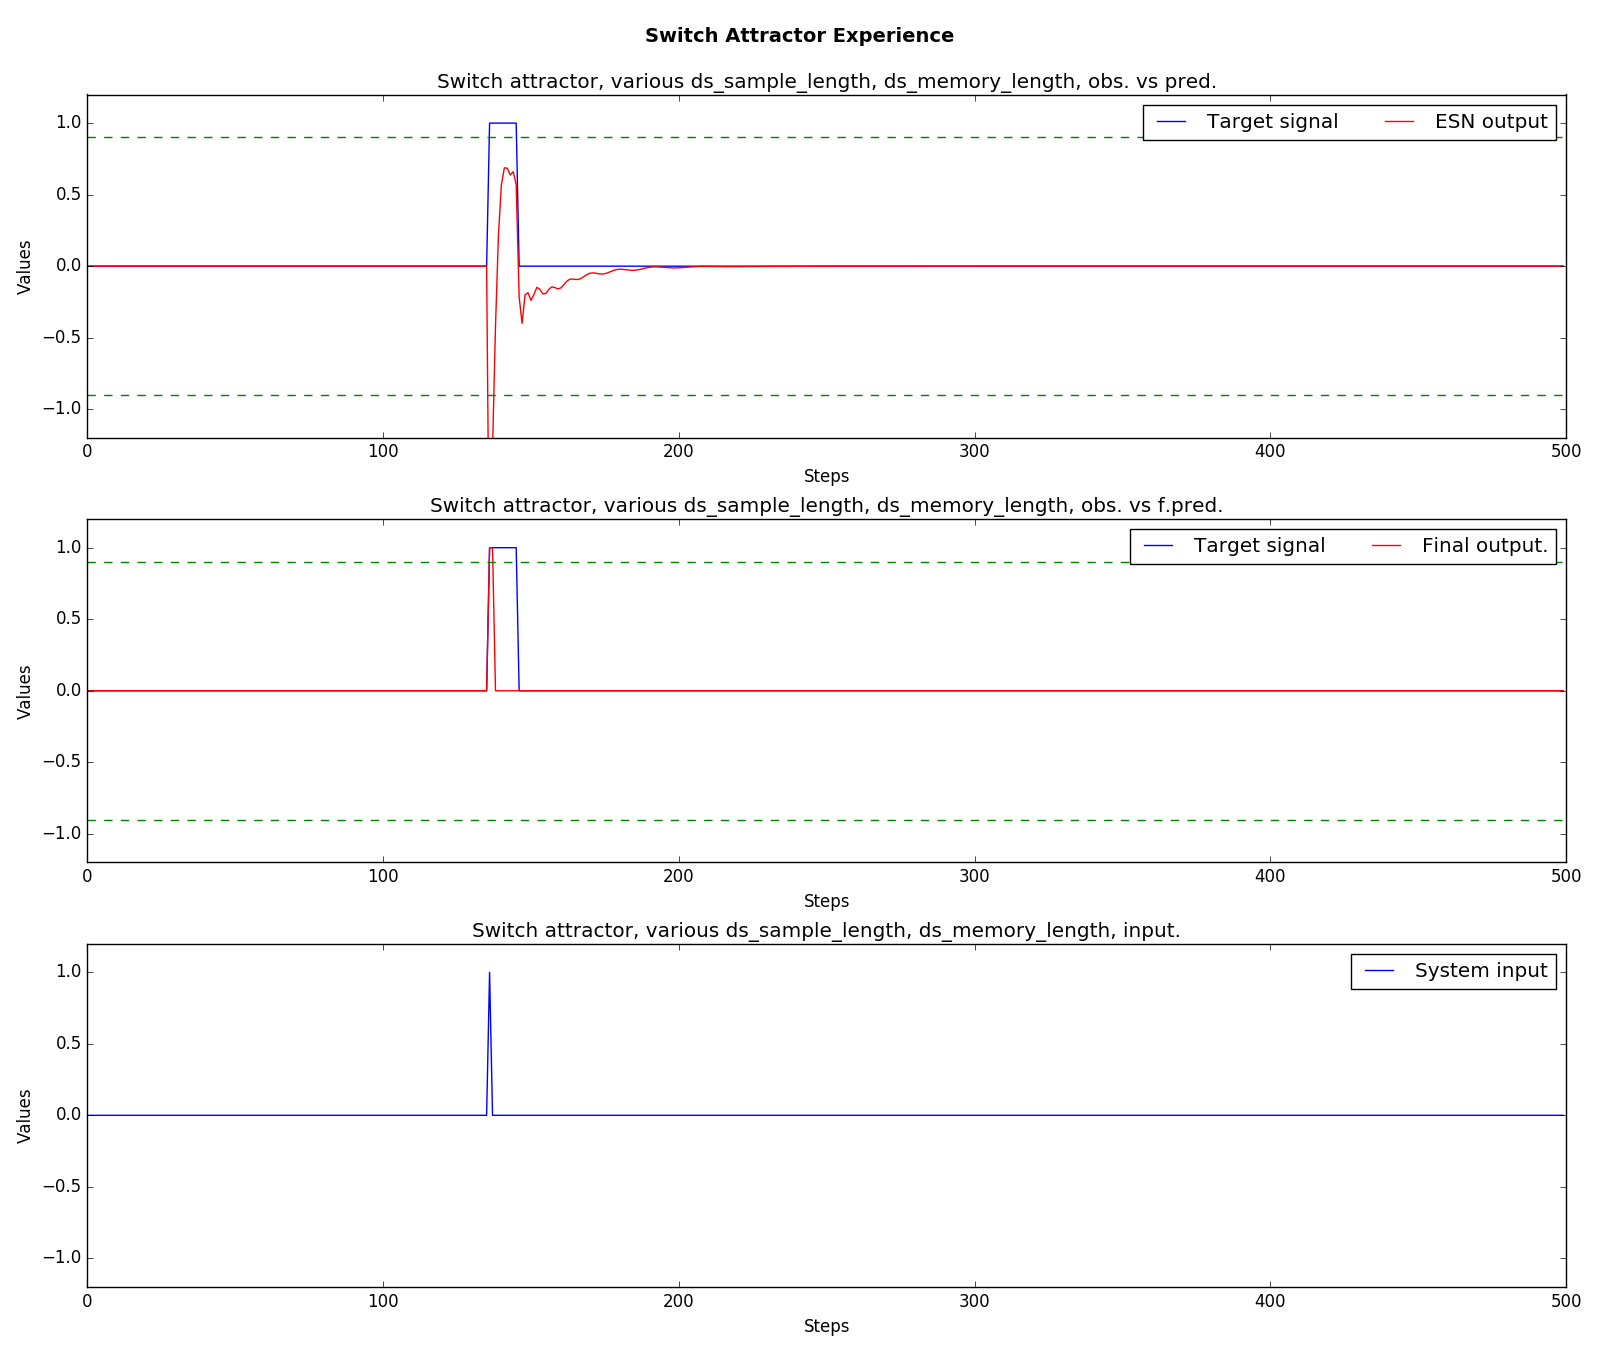 Switch Attractor Experience
Switch attractor, various ds_sample_length, ds_memory_length, obs. vs pred.
Target signal ESN output
1.0
0.5
0.0
−0.5
−1.0
Values
0 100 200 300 400 500
Steps
Switch attractor, various ds_sample_length, ds_memory_length, obs. vs f.pred.
Target signal Final output.
1.0
0.5
0.0
−0.5
−1.0
Values
0 100 200 300 400 500
Steps
Switch attractor, various ds_sample_length, ds_memory_length, input.
System input
1.0
0.5
0.0
−0.5
−1.0
Values
0 100 200 300 400 500
Steps